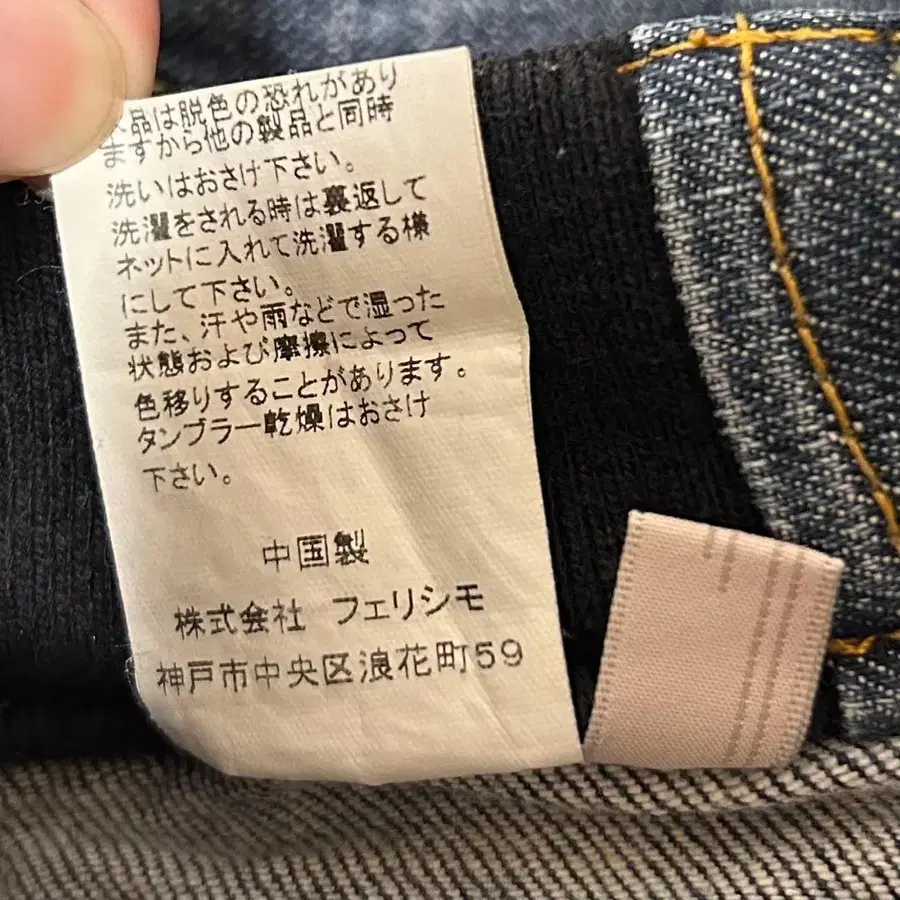 本品は脱色の恐れがあり
ますから他の製品と同時
洗いはおさけ下さい。
洗濯をされる時は裏返して
ネットに入れて洗濯する様
にして下さい。
また、汗や雨などで湿った
状態および摩擦によって
色移りすることがあります。
タンブラー乾燥はおさけ
下さい。
中国製
株式会社 フェリシモ
神戸市中央区浪花町59